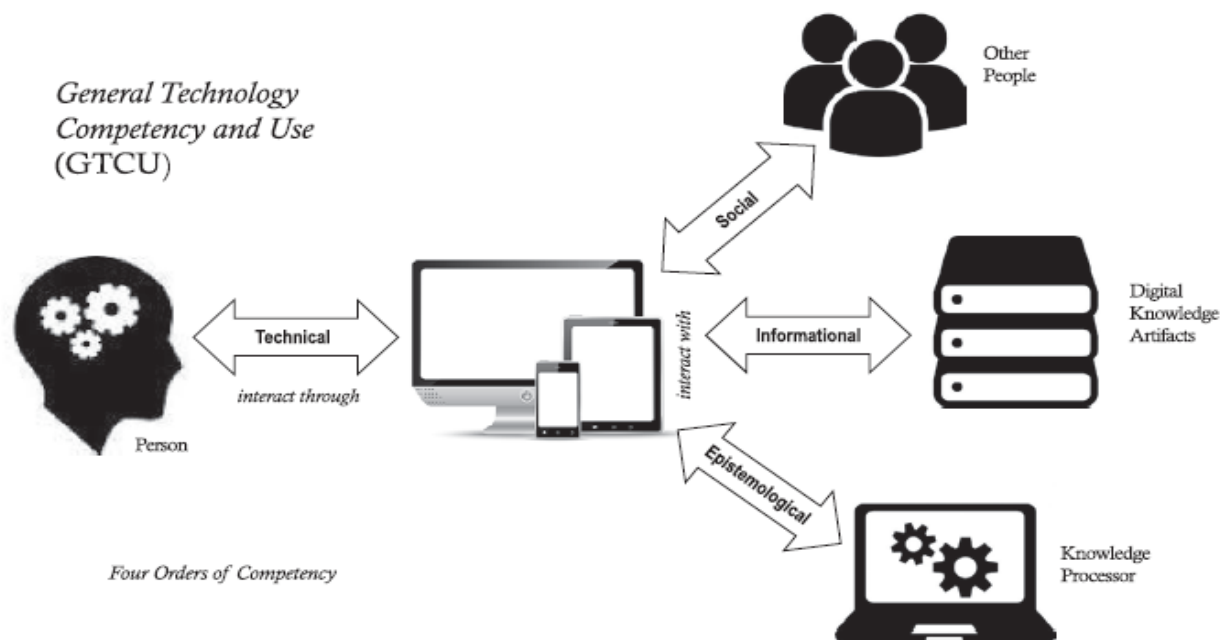 General Technology
Competency and Use
(GTCU)
Other
People
Social
Technical
interact through
Person
interact with
Informational
Digital
Knowledge
Artifacts
Epistemological
Knowledge
Processor
Four Orders of Competency